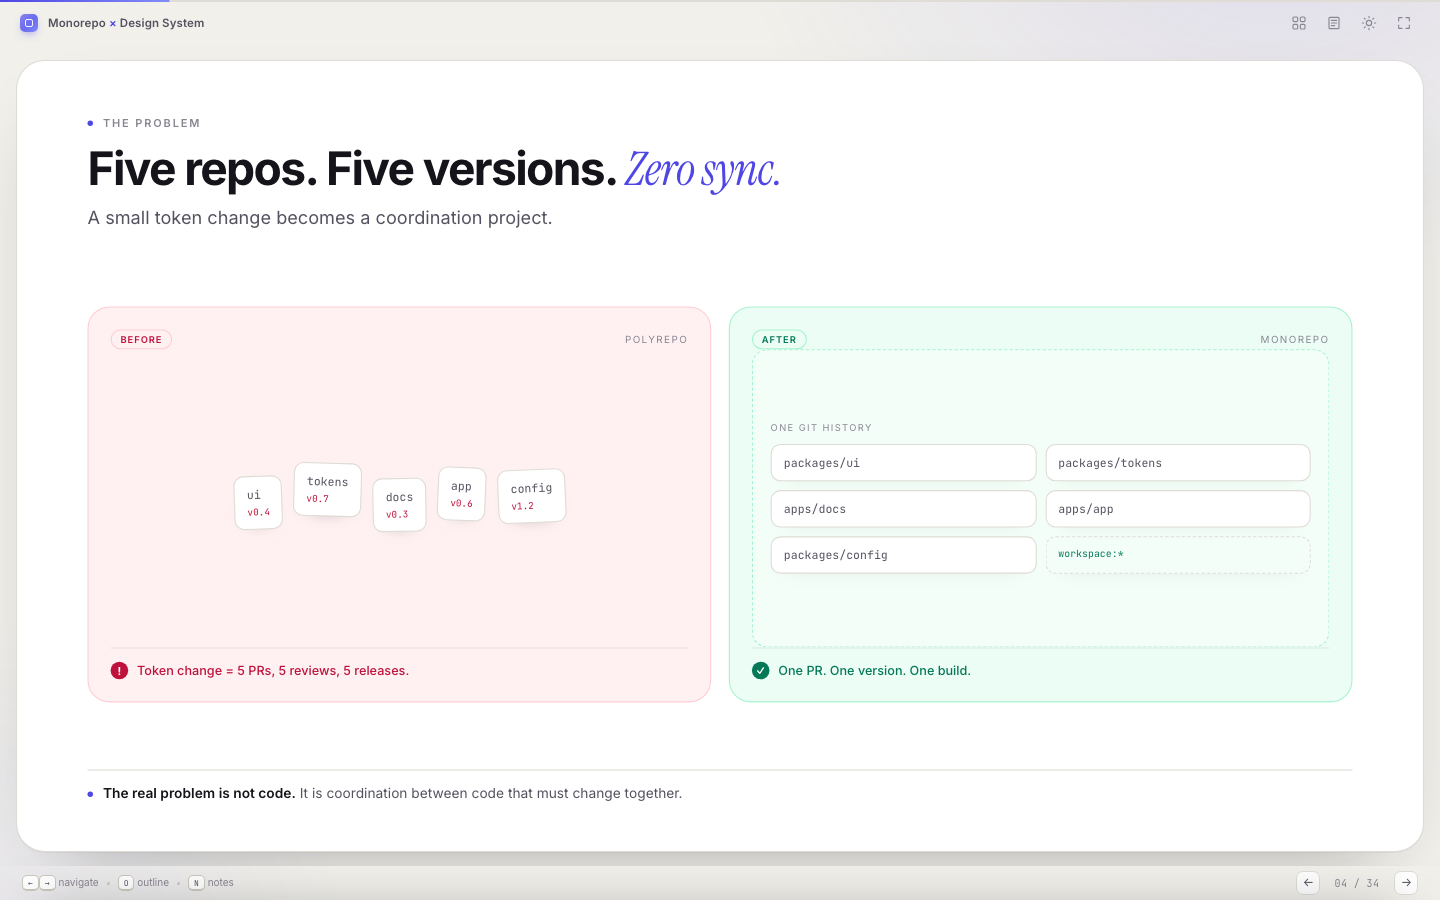 Monorepo × Design System
THE PROBLEM
Five repos. Five versions. Zero sync.
A small token change becomes a coordination project.
BEFORE
POLYREPO
ui
v0.4
tokens
v0.7
docs
v0.3
app
v0.6
config
v1.2
! Token change = 5 PRs, 5 reviews, 5 releases.
AFTER
MONOREPO
ONE GIT HISTORY
packages/ui
packages/tokens
apps/docs
apps/app
packages/config
workspace:*
One PR. One version. One build.
The real problem is not code. It is coordination between code that must change together.
← → navigate · O outline · N notes
← 04 / 34 →